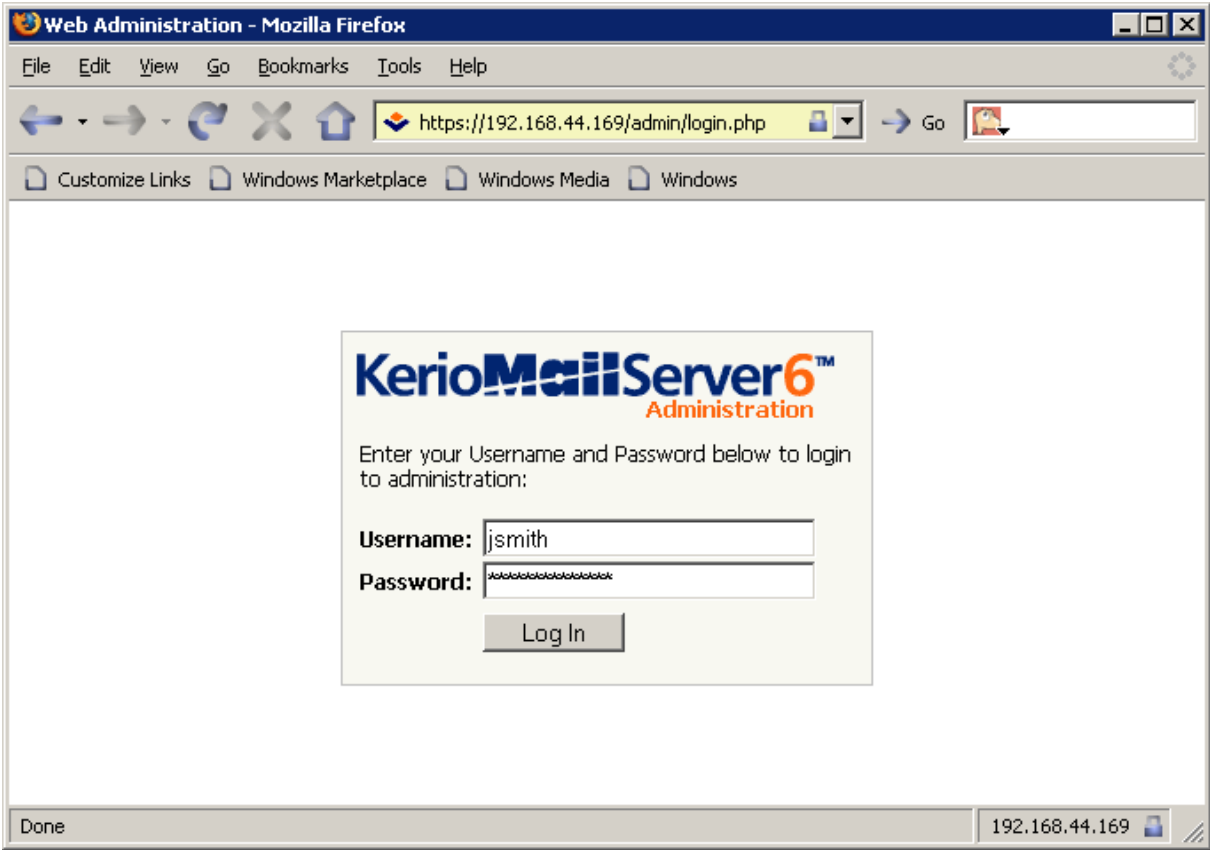 Web Administration - Mozilla Firefox
File Edit View Go Bookmarks Tools Help
https://192.168.44.169/admin/login.php Go
Customize Links Windows Marketplace Windows Media Windows
KerioMailServer6™
Administration
Enter your Username and Password below to login
to administration:
Username: jsmith
Password: **************
Log In
Done 192.168.44.169